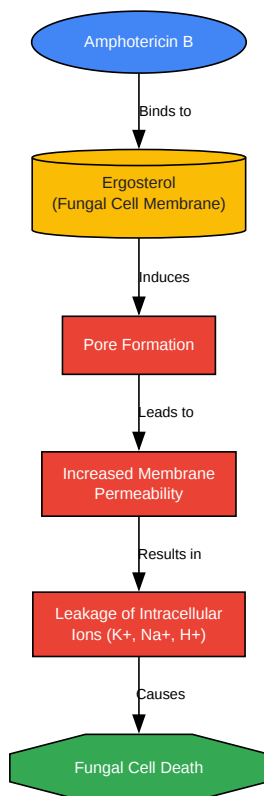 Amphotericin B
Binds to
Ergosterol
(Fungal Cell Membrane)
Induces
Pore Formation
Leads to
Increased Membrane
Permeability
Results in
Leakage of Intracellular
Ions (K+, Na+, H+)
Causes
Fungal Cell Death